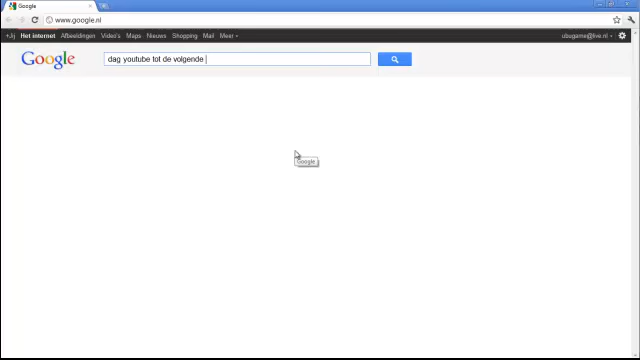 Google
www.google.nl
+Jij Het internet Afbeeldingen Video's Maps Nieuws Shopping Mail Meer
ubugame@live.nl
Google
dag youtube tot de volgende
Google